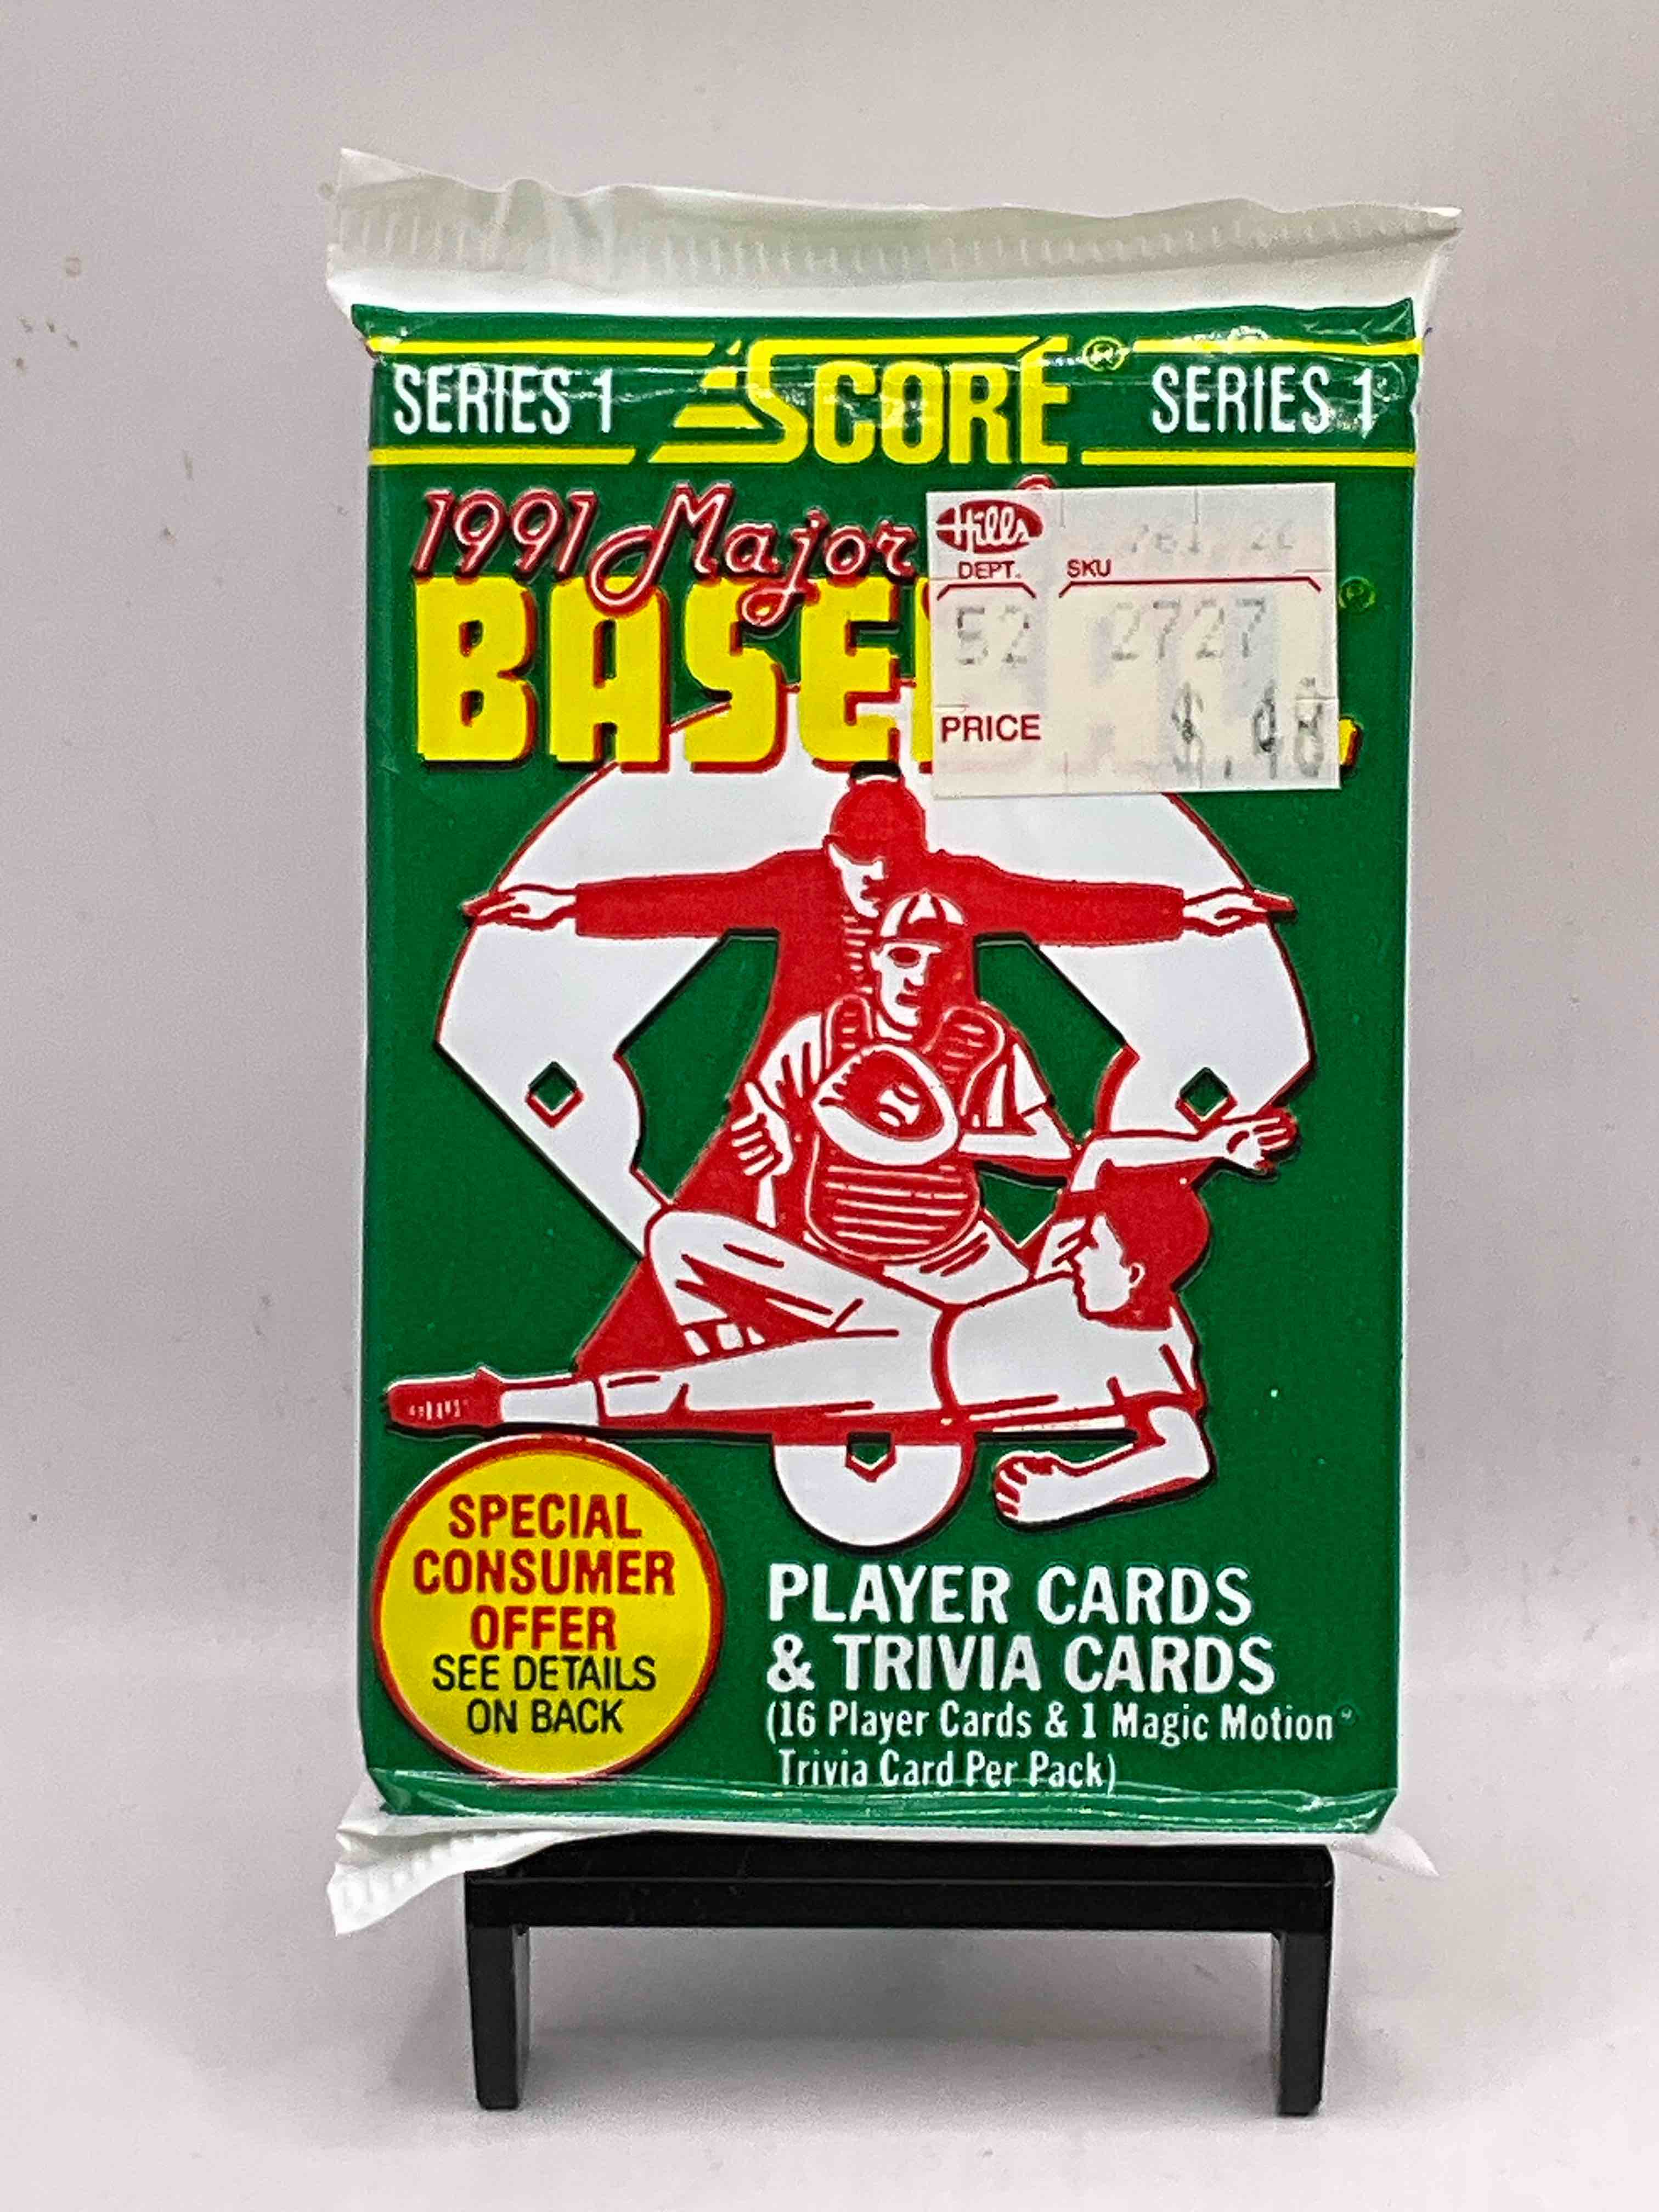 SERIES 1 SCORE® SERIES 1
1991 Major
BASE
Hills
DEPT. SKU
52 2727
PRICE $.48
SPECIAL
CONSUMER
OFFER
SEE DETAILS
ON BACK
PLAYER CARDS
& TRIVIA CARDS
(16 Player Cards & 1 Magic Motion®
Trivia Card Per Pack)